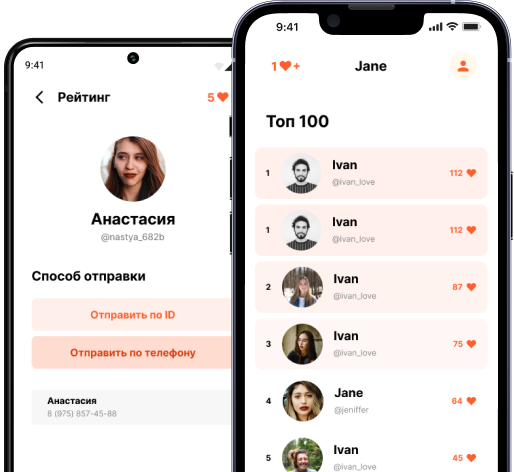 9:41
Рейтинг
5
Анастасия
@nastya_682b
Способ отправки
Отправить по ID
Отправить по телефону
Анастасия
8 (975) 857-45-88
9:41
1 +
Jane
Топ 100
1 Ivan 112
@ivan_love
1 Ivan 112
@ivan_love
2 Ivan 87
@ivan_love
3 Ivan 75
@ivan_love
4 Jane 64
@jeniffer
5 Ivan 45
@ivan_love